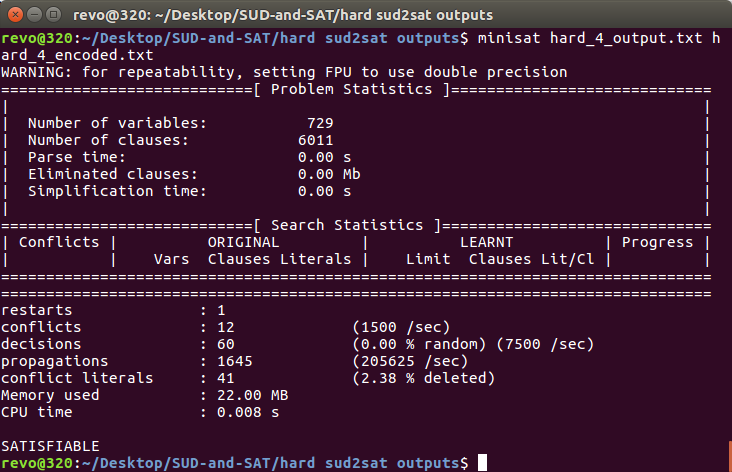 revo@320: ~/Desktop/SUD-and-SAT/hard sud2sat outputs
revo@320:~/Desktop/SUD-and-SAT/hard sud2sat outputs$ minisat hard_4_output.txt h
ard_4_encoded.txt
WARNING: for repeatability, setting FPU to use double precision
============================[ Problem Statistics ]=============================
|                                                                             |
|  Number of variables:           729                                         |
|  Number of clauses:            6011                                         |
|  Parse time:                   0.00 s                                       |
|  Eliminated clauses:           0.00 Mb                                      |
|  Simplification time:          0.00 s                                       |
|                                                                             |
============================[ Search Statistics ]==============================
| Conflicts |          ORIGINAL         |          LEARNT          | Progress |
|           |    Vars  Clauses Literals |    Limit  Clauses Lit/Cl |          |
===============================================================================
===============================================================================
restarts              : 1
conflicts             : 12             (1500 /sec)
decisions             : 60             (0.00 % random) (7500 /sec)
propagations          : 1645           (205625 /sec)
conflict literals     : 41             (2.38 % deleted)
Memory used           : 22.00 MB
CPU time              : 0.008 s

SATISFIABLE
revo@320:~/Desktop/SUD-and-SAT/hard sud2sat outputs$